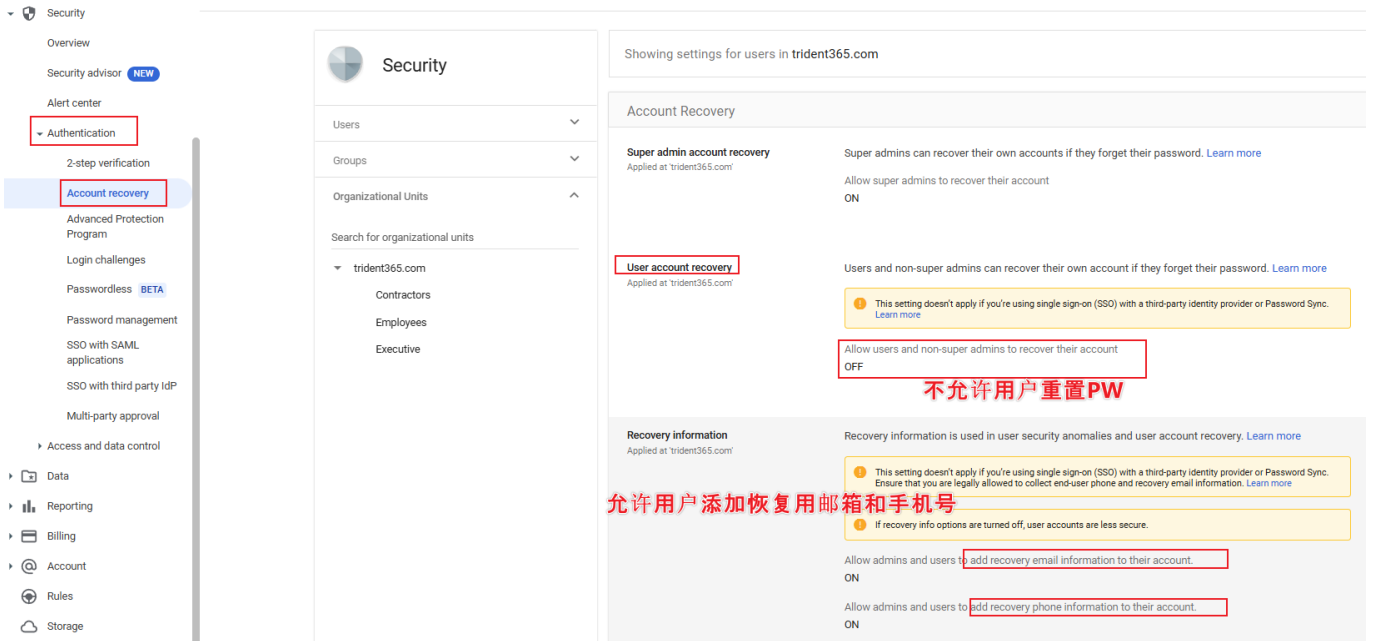 Security
Overview
Security advisor NEW
Alert center
Authentication
2-step verification
Account recovery
Advanced Protection
Program
Login challenges
Passwordless BETA
Password management
SSO with SAML
applications
SSO with third party IdP
Multi-party approval
Access and data control
Data
Reporting
Billing
Account
Rules
Storage
Security
Users
Groups
Organizational Units
Search for organizational units
trident365.com
Contractors
Employees
Executive
Showing settings for users in trident365.com
Account Recovery
Super admin account recovery
Applied at 'trident365.com'
Super admins can recover their own accounts if they forget their password. Learn more
Allow super admins to recover their account
ON
User account recovery
Applied at 'trident365.com'
Users and non-super admins can recover their own account if they forget their password. Learn more
This setting doesn't apply if you're using single sign-on (SSO) with a third-party identity provider or Password Sync.
Learn more
Allow users and non-super admins to recover their account
OFF
不允许用户重置PW
Recovery information
Applied at 'trident365.com'
Recovery information is used in user security anomalies and user account recovery. Learn more
This setting doesn't apply if you're using single sign-on (SSO) with a third-party identity provider or Password Sync.
Ensure that you are legally allowed to collect end-user phone and recovery email information. Learn more
允许用户添加恢复用邮箱和手机号
If recovery info options are turned off, user accounts are less secure.
Allow admins and users to add recovery email information to their account.
ON
Allow admins and users to add recovery phone information to their account.
ON